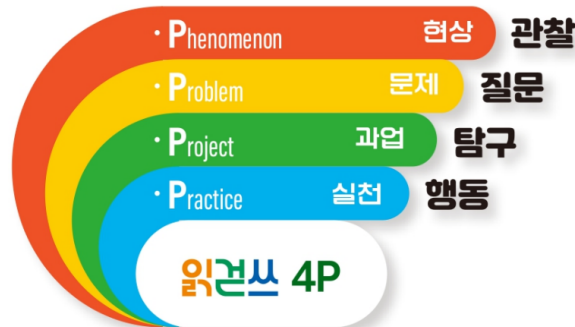 · Phenomenon 현상 관찰
· Problem 문제 질문
· Project 과업 탐구
· Practice 실천 행동
읽걷쓰 4P